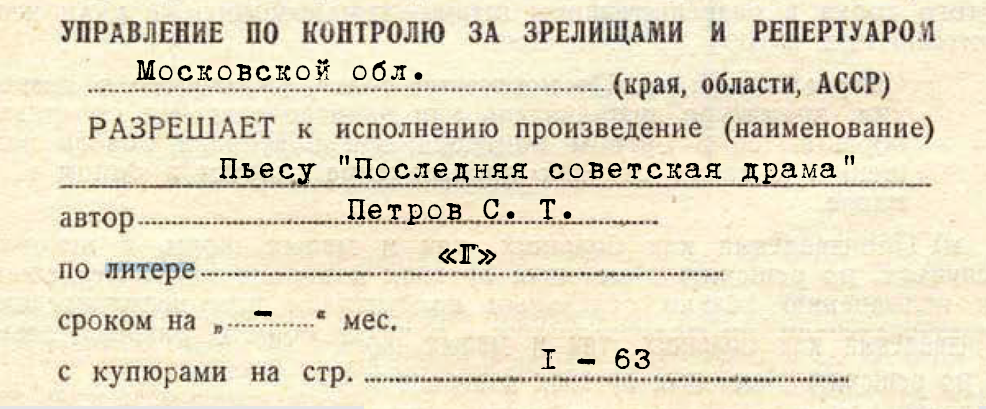 УПРАВЛЕНИЕ ПО КОНТРОЛЮ ЗА ЗРЕЛИЩАМИ И РЕПЕРТУАРОМ
Московской обл. (края, области, АССР)
РАЗРЕШАЕТ к исполнению произведение (наименование)
Пьесу "Последняя советская драма"
автор Петров С. Т.
по литере «Г»
сроком на „ - “ мес.
с купюрами на стр. I - 63